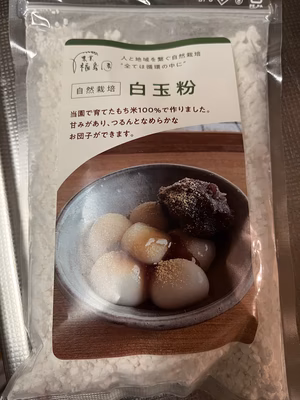 人と地域を繋ぐ自然栽培
"全ては循環の中に"
自然栽培 白玉粉
当園で育てたもち米100%で作りました。
甘みがあり、つるんとなめらかな
お団子ができます。